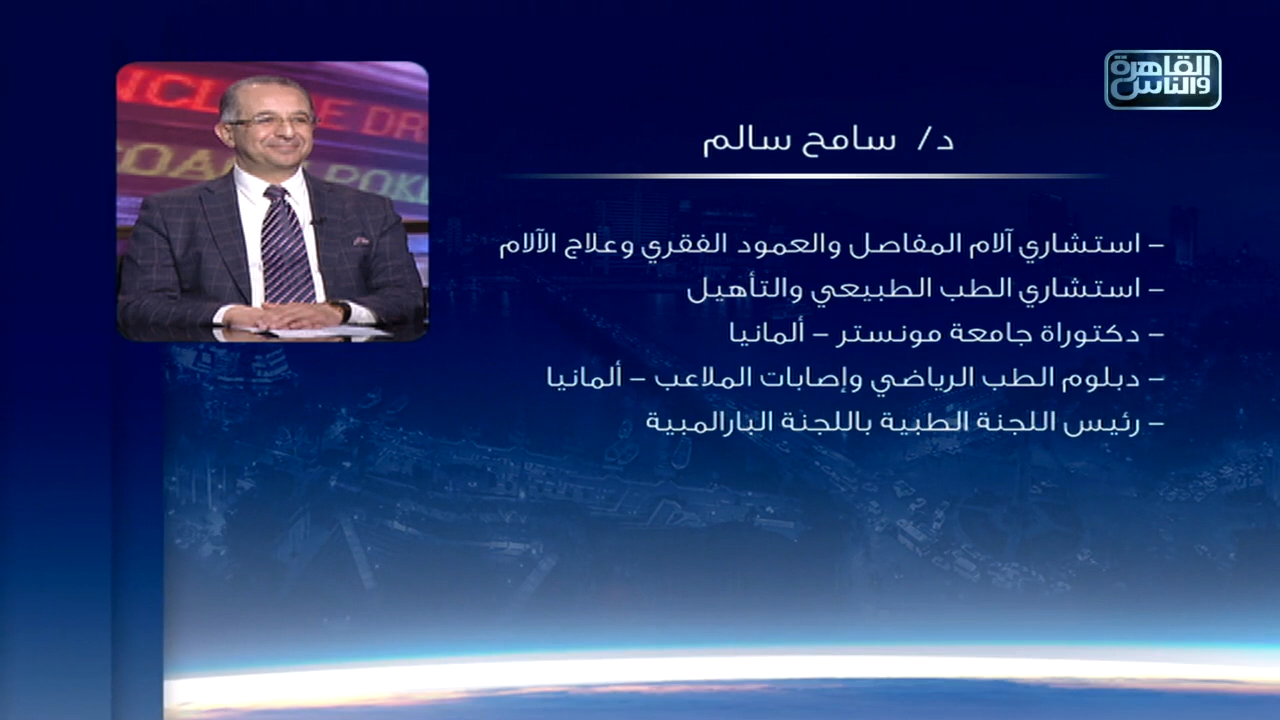 القاهرة
والناس
د/ سامح سالم
– استشاري آلام المفاصل والعمود الفقري وعلاج الآلام
– استشاري الطب الطبيعي والتأهيل
– دكتوراة جامعة مونستر – ألمانيا
– دبلوم الطب الرياضي وإصابات الملاعب – ألمانيا
– رئيس اللجنة الطبية باللجنة البارالمبية